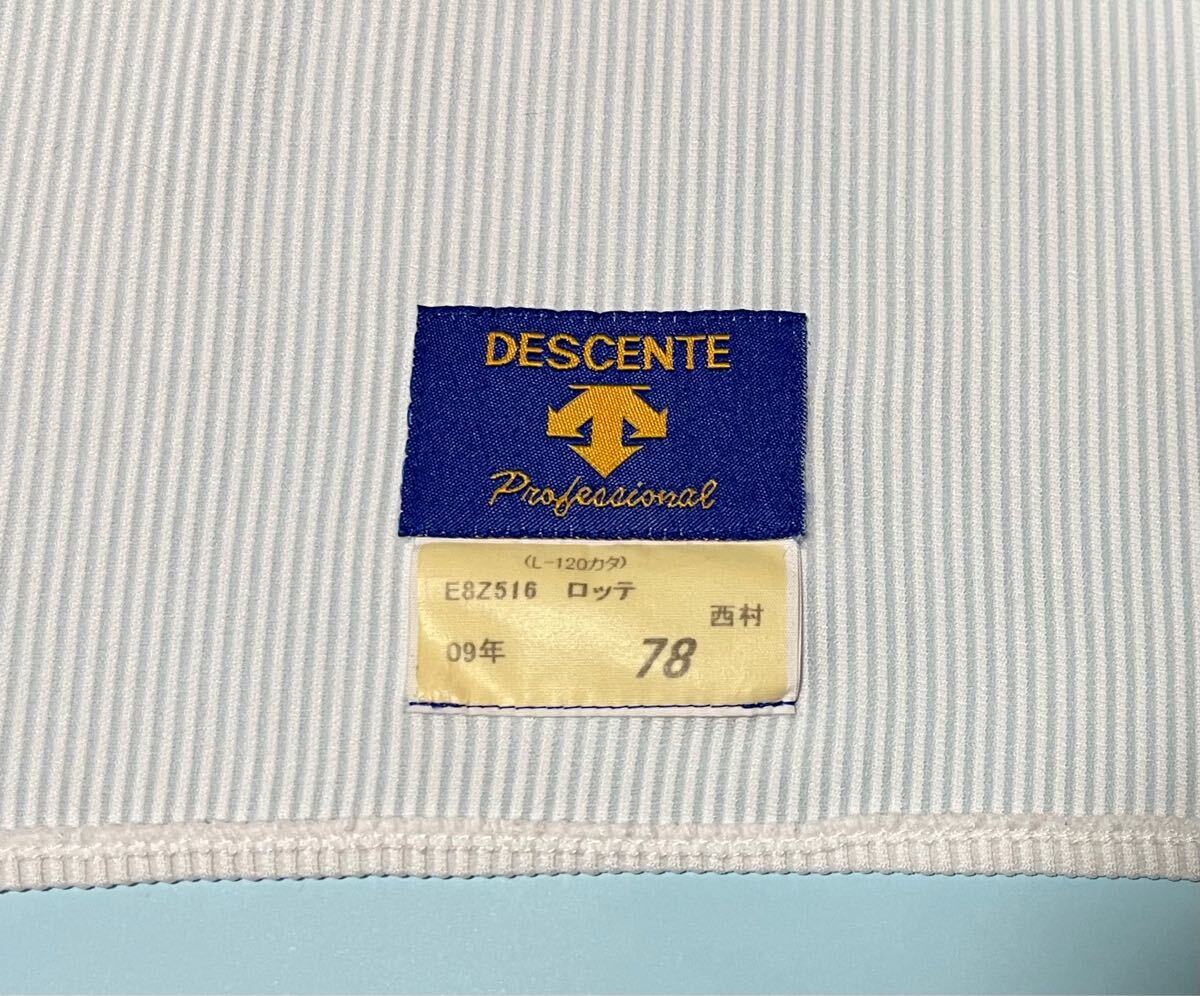 DESCENTE
Professional
(L-120カタ)
E8Z516 ロッテ
西村
09年 78